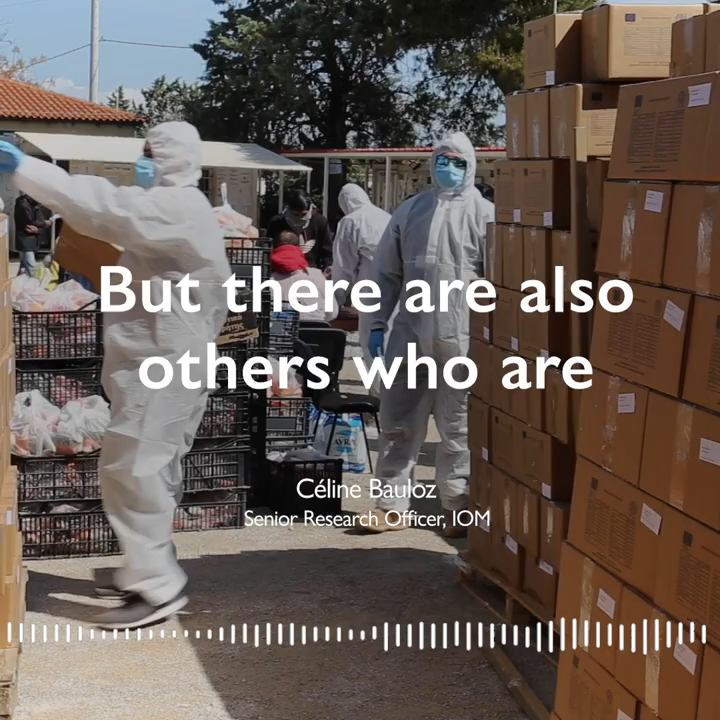 But there are also
others who are
Céline Bauloz
Senior Research Officer, IOM